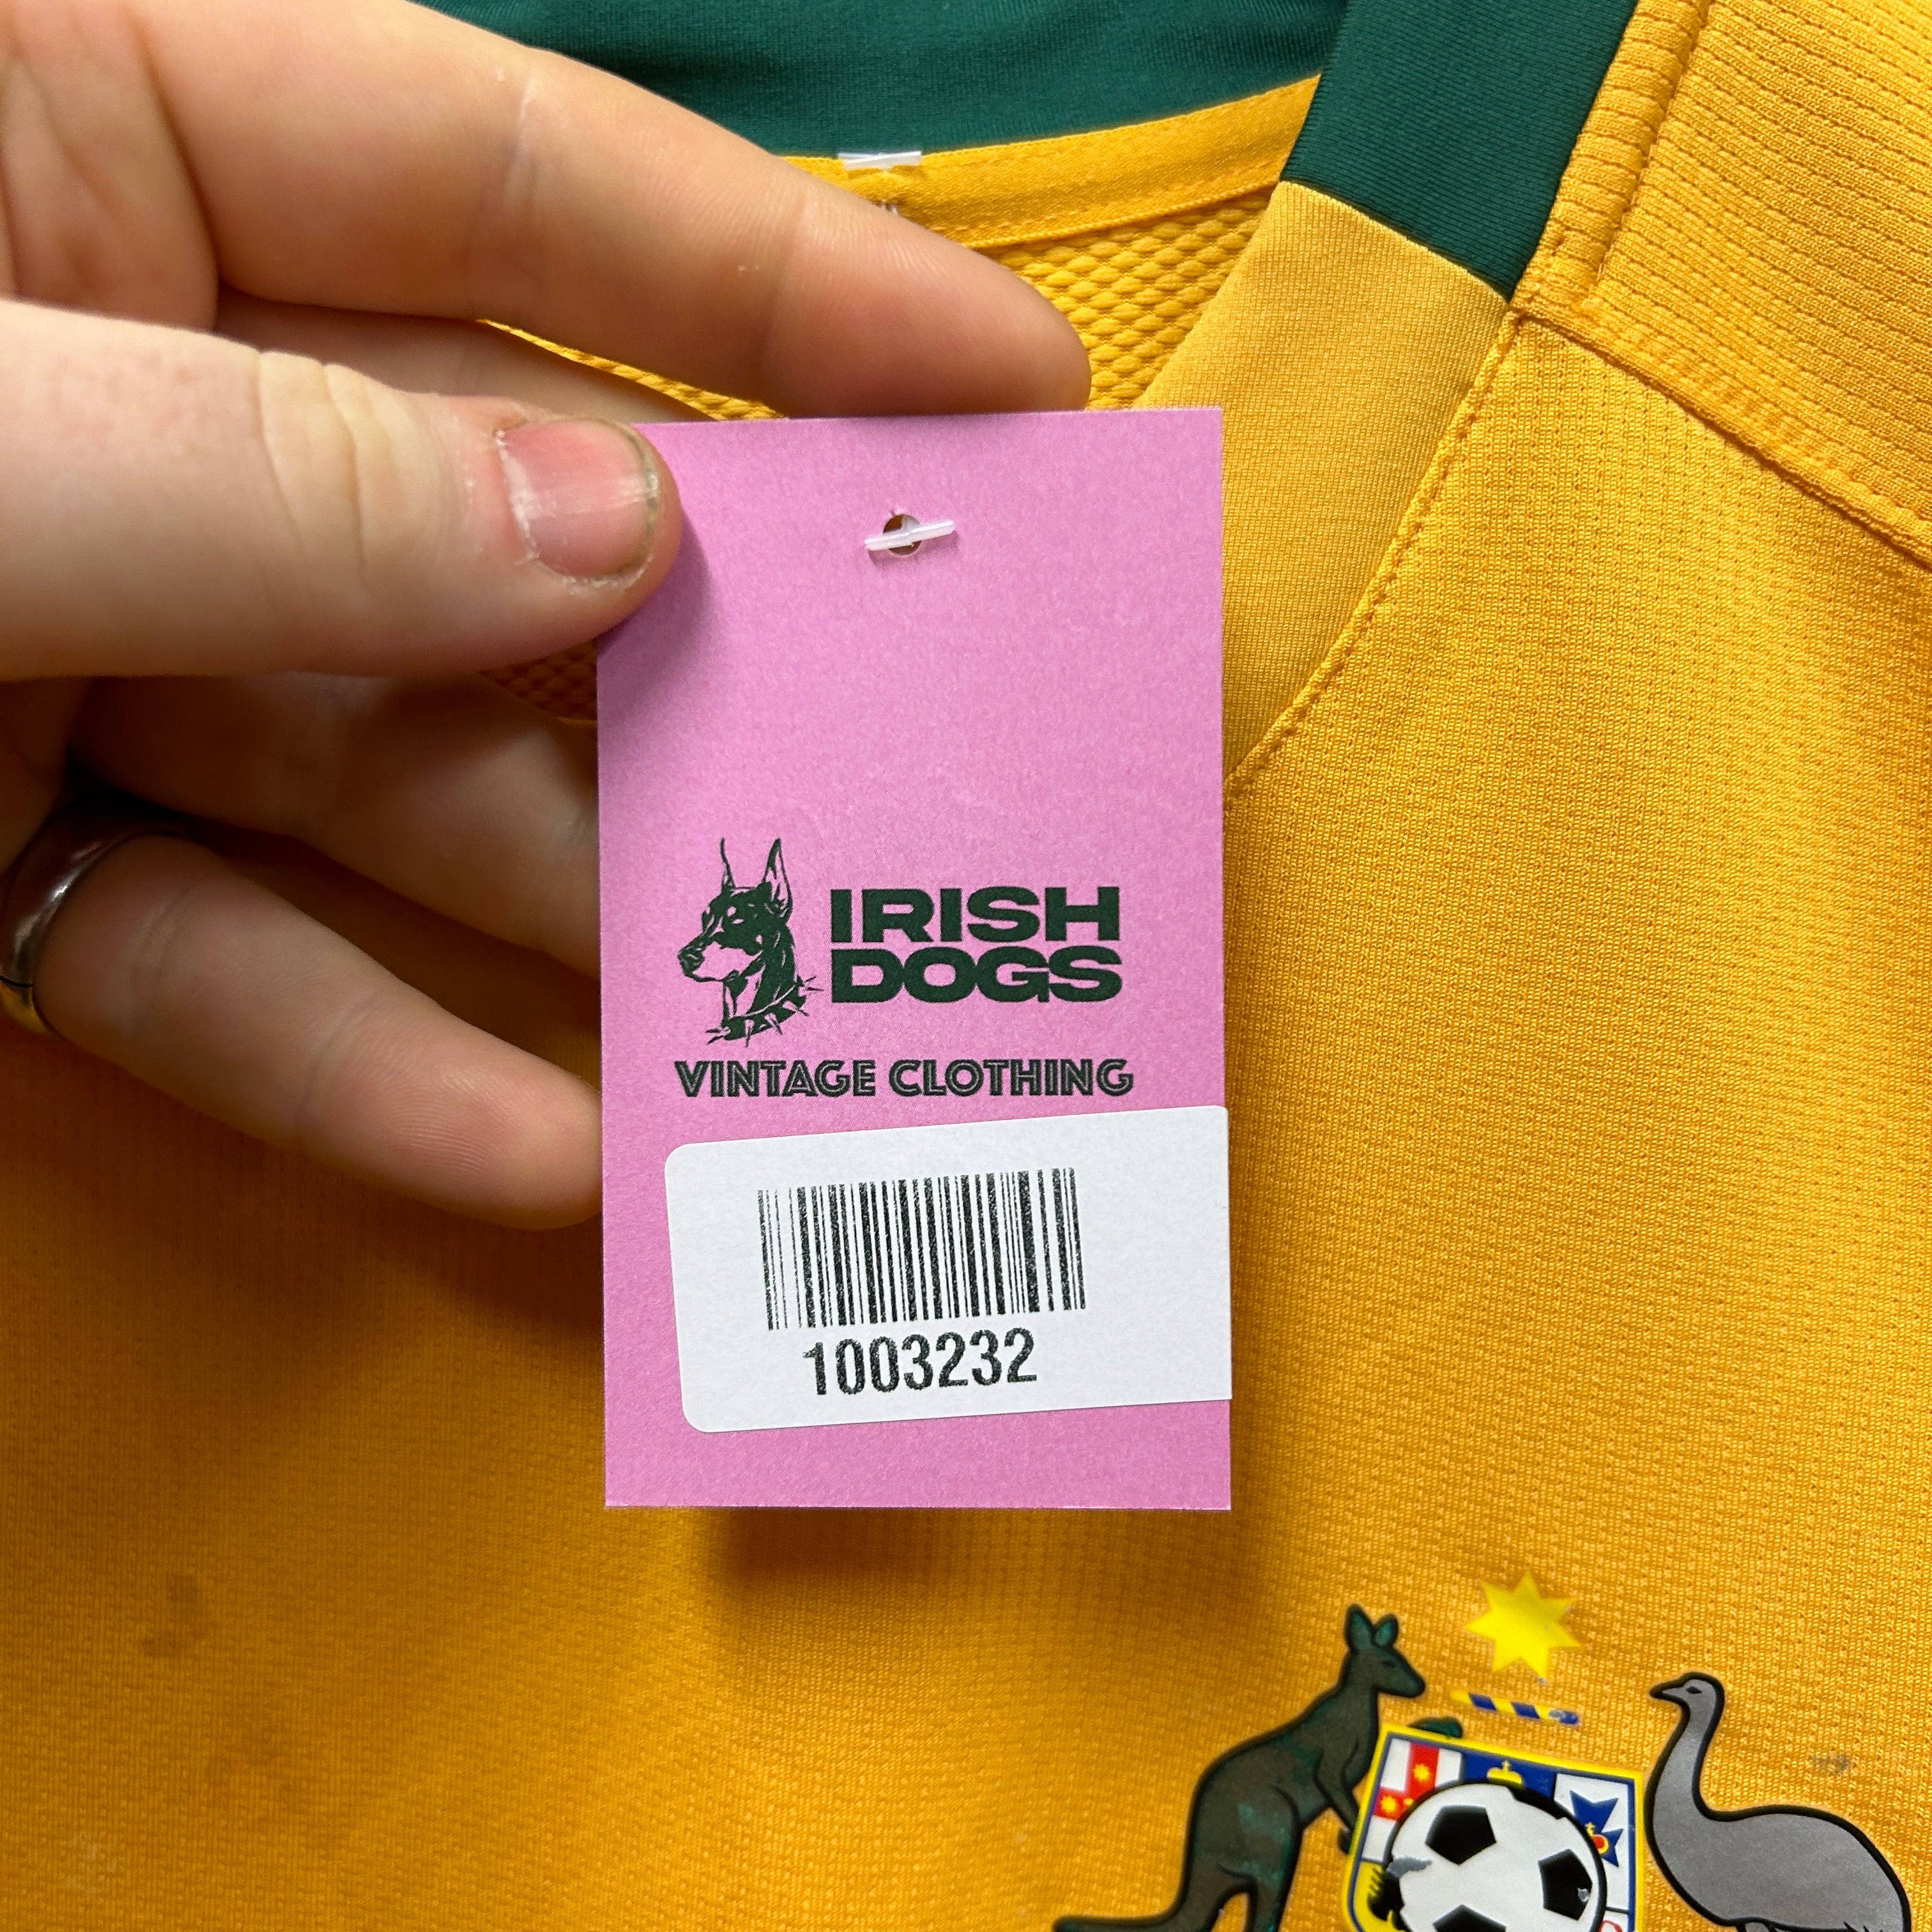 IRISH
DOGS
VINTAGE CLOTHING
1003232